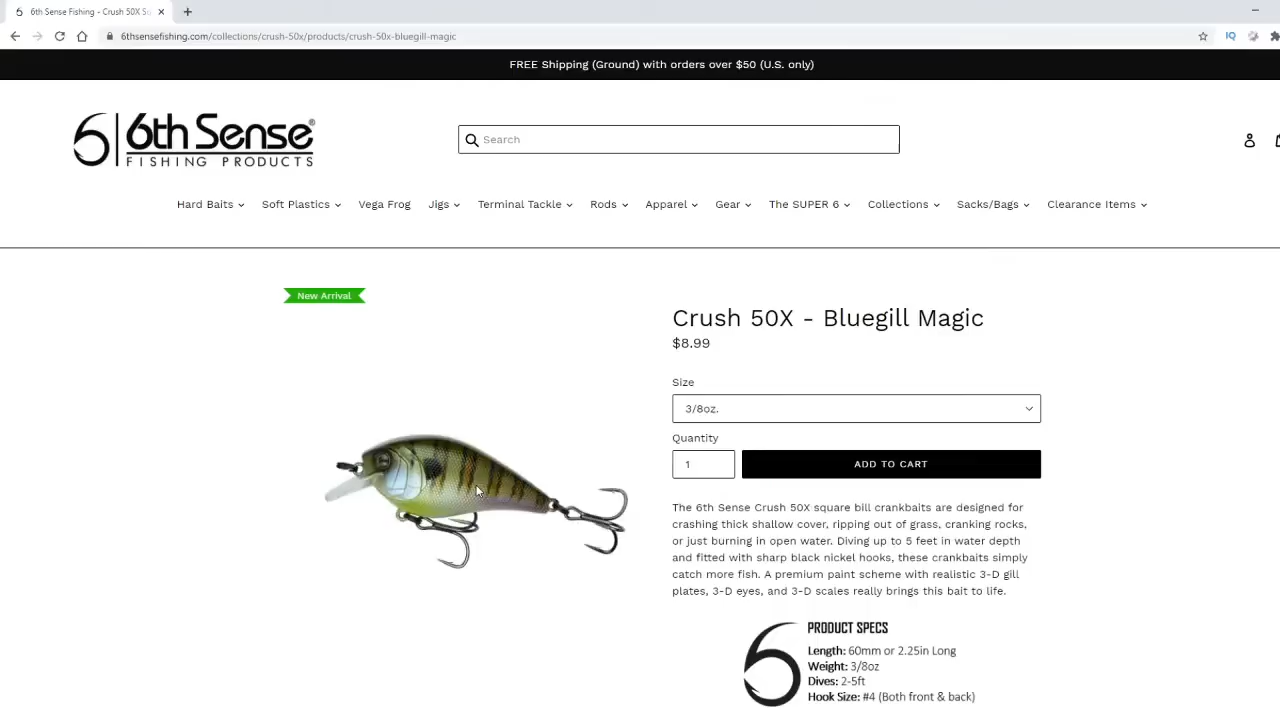 6th Sense Fishing - Crush 50X Sq
6thsensefishing.com/collections/crush-50x/products/crush-50x-bluegill-magic
IQ
FREE Shipping (Ground) with orders over $50 (U.S. only)
6th Sense®
FISHING PRODUCTS
Search
Hard Baits Soft Plastics Vega Frog Jigs Terminal Tackle Rods Apparel Gear The SUPER 6 Collections Sacks/Bags Clearance Items
New Arrival
Crush 50X - Bluegill Magic
$8.99
Size
3/8oz.
Quantity
1 ADD TO CART
The 6th Sense Crush 50X square bill crankbaits are designed for
crashing thick shallow cover, ripping out of grass, cranking rocks,
or just burning in open water. Diving up to 5 feet in water depth
and fitted with sharp black nickel hooks, these crankbaits simply
catch more fish. A premium paint scheme with realistic 3-D gill
plates, 3-D eyes, and 3-D scales really brings this bait to life.
PRODUCT SPECS
Length: 60mm or 2.25in Long
Weight: 3/8oz
Dives: 2-5ft
Hook Size: #4 (Both front & back)